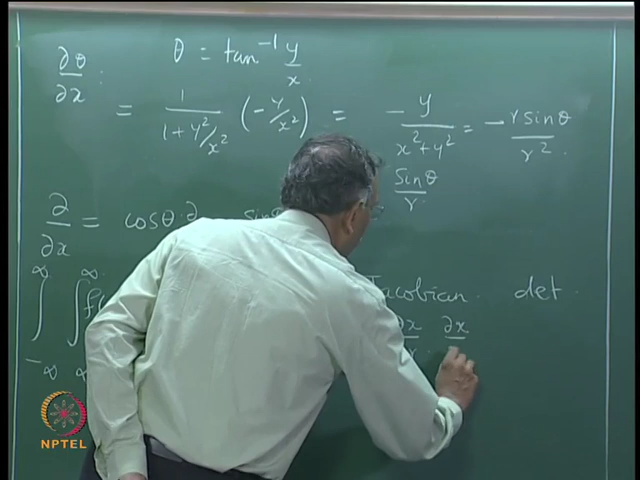 ∂θ/∂x : θ = tan⁻¹ y/x
= 1/(1 + y²/x²) (−y/x²) = −y/(x² + y²) = −r sinθ/r².
sinθ/r.
∂/∂x = cosθ · ∂
∫_{−∞}^{∞} ∫^{∞} f( Jacobian. det.
∂x ∂x
NPTEL